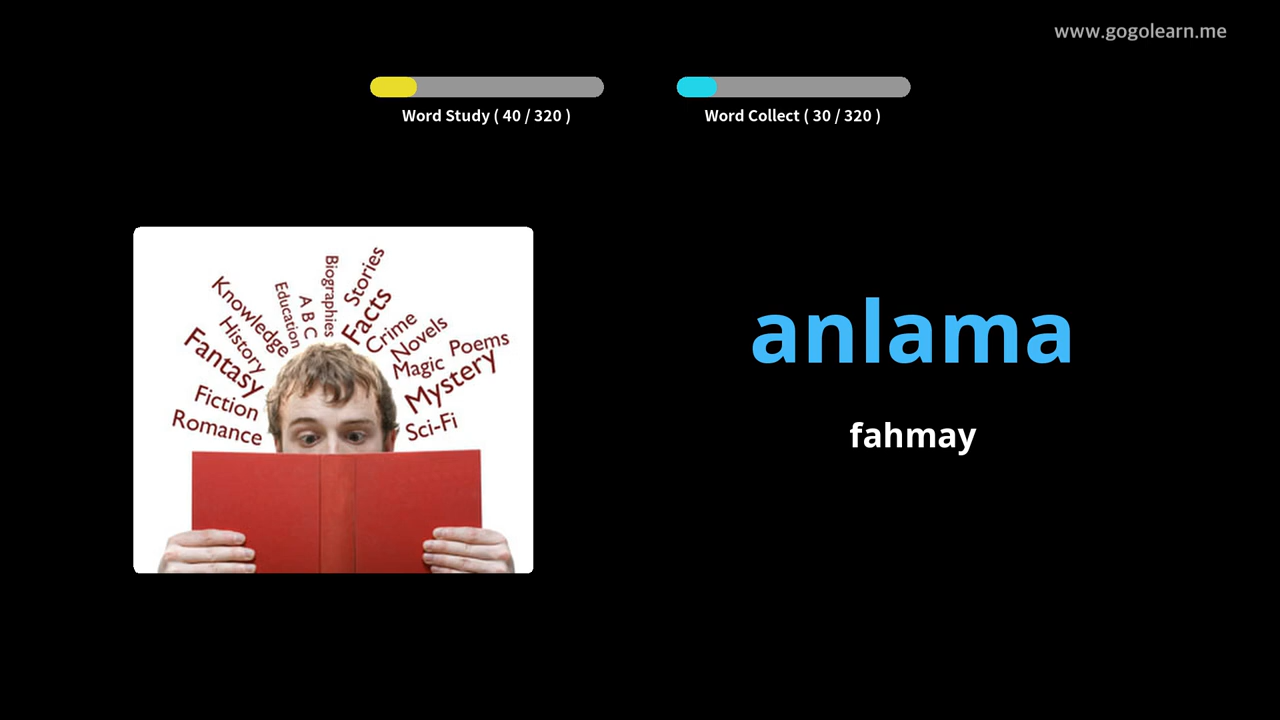 www.gogolearn.me
Word Study ( 40 / 320 )
Word Collect ( 30 / 320 )
Biographies
Stories
Education
A B C
Facts
Knowledge
Crime
History
Novels
Poems
Fantasy
Magic
Mystery
Fiction
Sci-Fi
Romance
anlama
fahmay